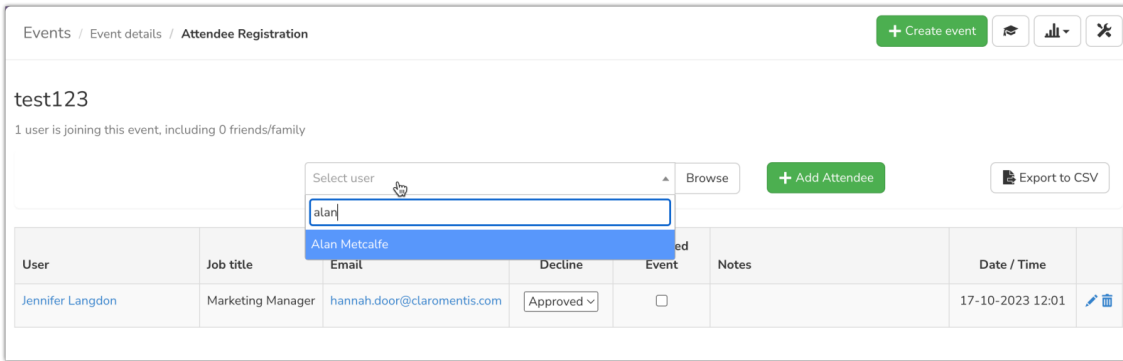 Events / Event details / Attendee Registration
Create event
test123
1 user is joining this event, including 0 friends/family
Select user
Browse
Add Attendee
Export to CSV
alan
Alan Metcalfe
User Job title Email Decline ed Event Notes Date / Time
Jennifer Langdon Marketing Manager hannah.door@claromentis.com Approved 17-10-2023 12:01